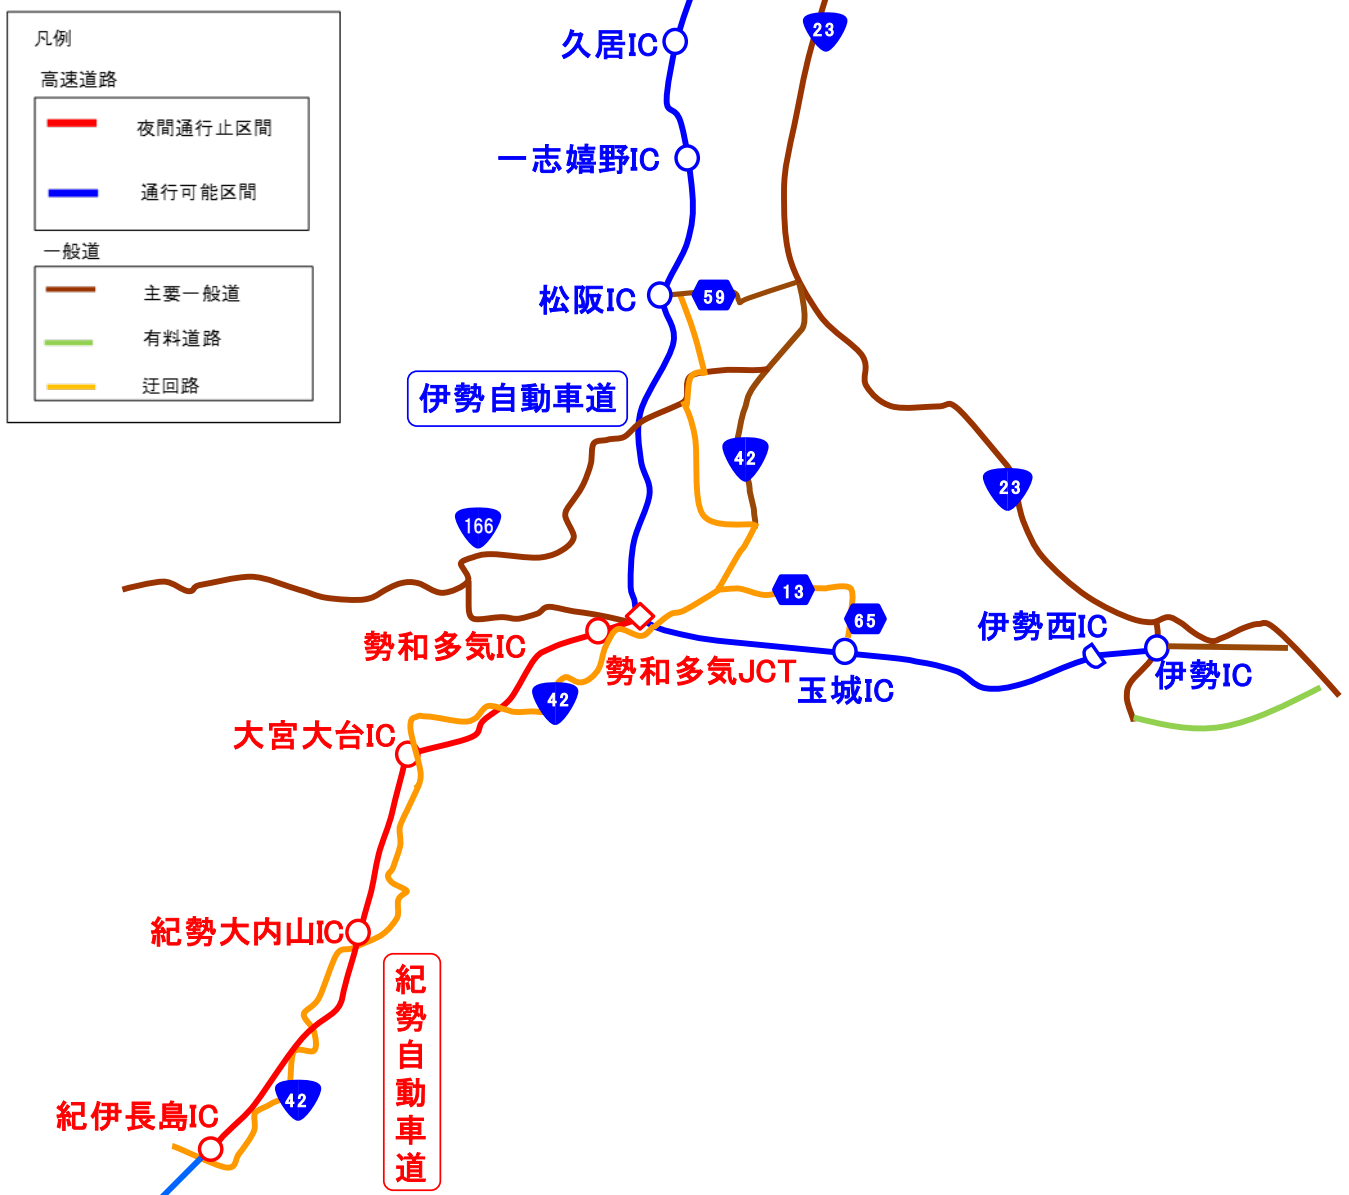 凡例
高速道路
夜間通行止区間
通行可能区間
一般道
主要一般道
有料道路
迂回路
23
久居IC
一志嬉野IC
松阪IC
59
伊勢自動車道
42
23
166
13
65
伊勢西IC
勢和多気IC
勢和多気JCT
玉城IC
伊勢IC
42
大宮大台IC
紀勢大内山IC
紀勢自動車道
42
紀伊長島IC